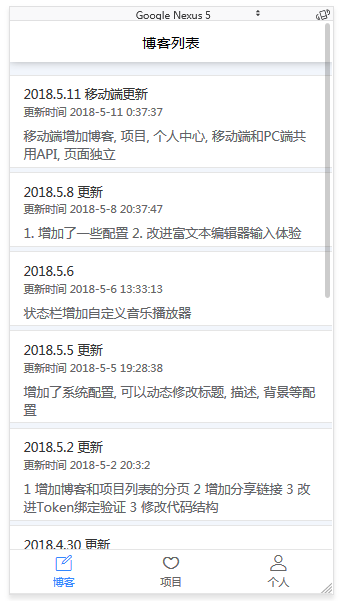 Google Nexus 5
博客列表
2018.5.11 移动端更新
更新时间 2018-5-11 0:37:37
移动端增加博客, 项目, 个人中心, 移动端和PC端共
用API, 页面独立
2018.5.8 更新
更新时间 2018-5-8 20:37:47
1. 增加了一些配置 2. 改进富文本编辑器输入体验
2018.5.6
更新时间 2018-5-6 13:33:13
状态栏增加自定义音乐播放器
2018.5.5 更新
更新时间 2018-5-5 19:28:38
增加了系统配置, 可以动态修改标题, 描述, 背景等配
置
2018.5.2 更新
更新时间 2018-5-2 20:3:2
1 增加博客和项目列表的分页 2 增加分享链接 3 改
进Token绑定验证 3 修改代码结构
2018.4.30 更新
博客 项目 个人